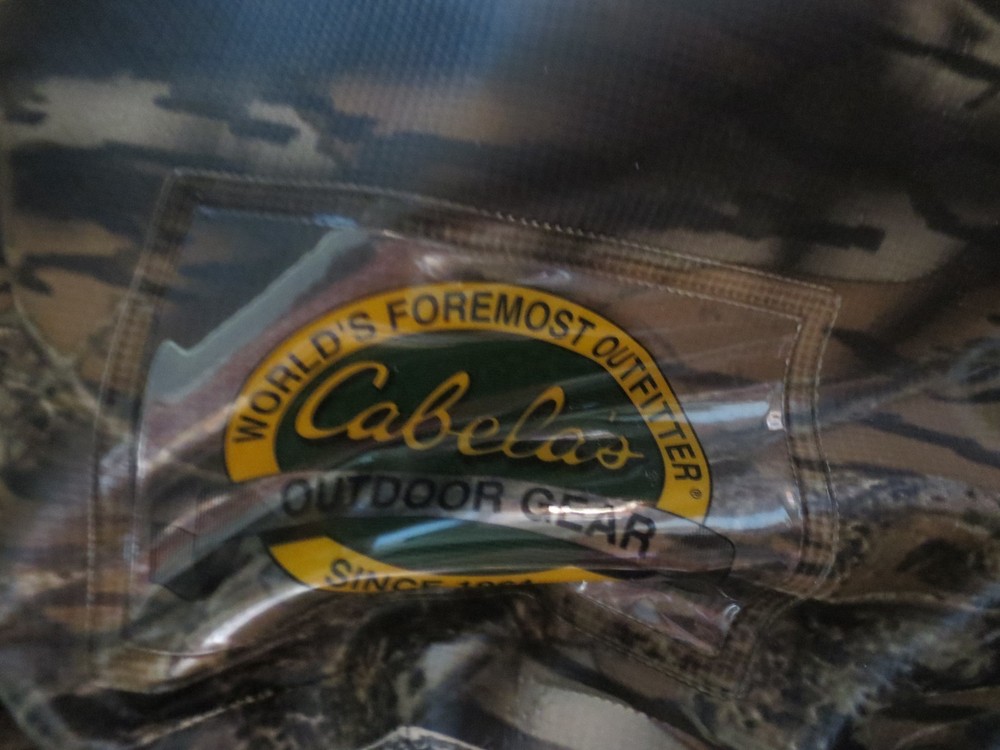 WORLD'S FOREMOST OUTFITTER®
Cabela's
OUTDOOR GEAR
SINCE